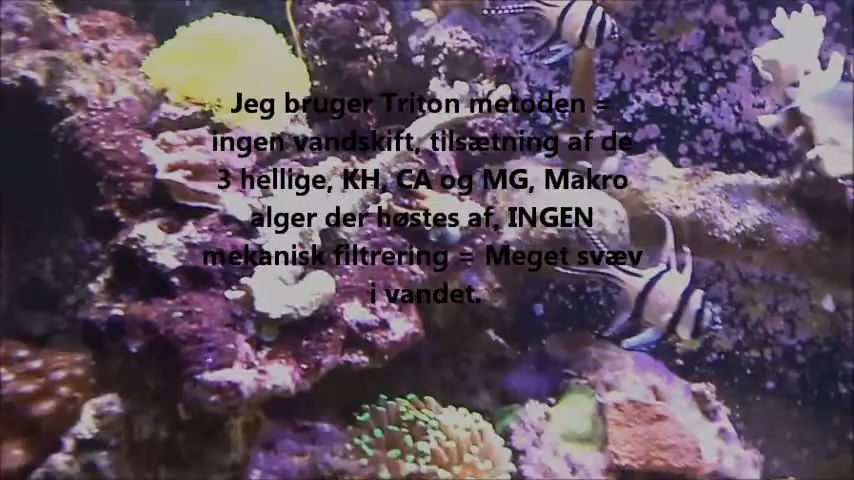 Jeg bruger Triton metoden =
ingen vandskift, tilsætning af de
3 hellige, KH, CA og MG, Makro
alger der høstes af, INGEN
mekanisk filtrering = Meget svæv
i vandet.